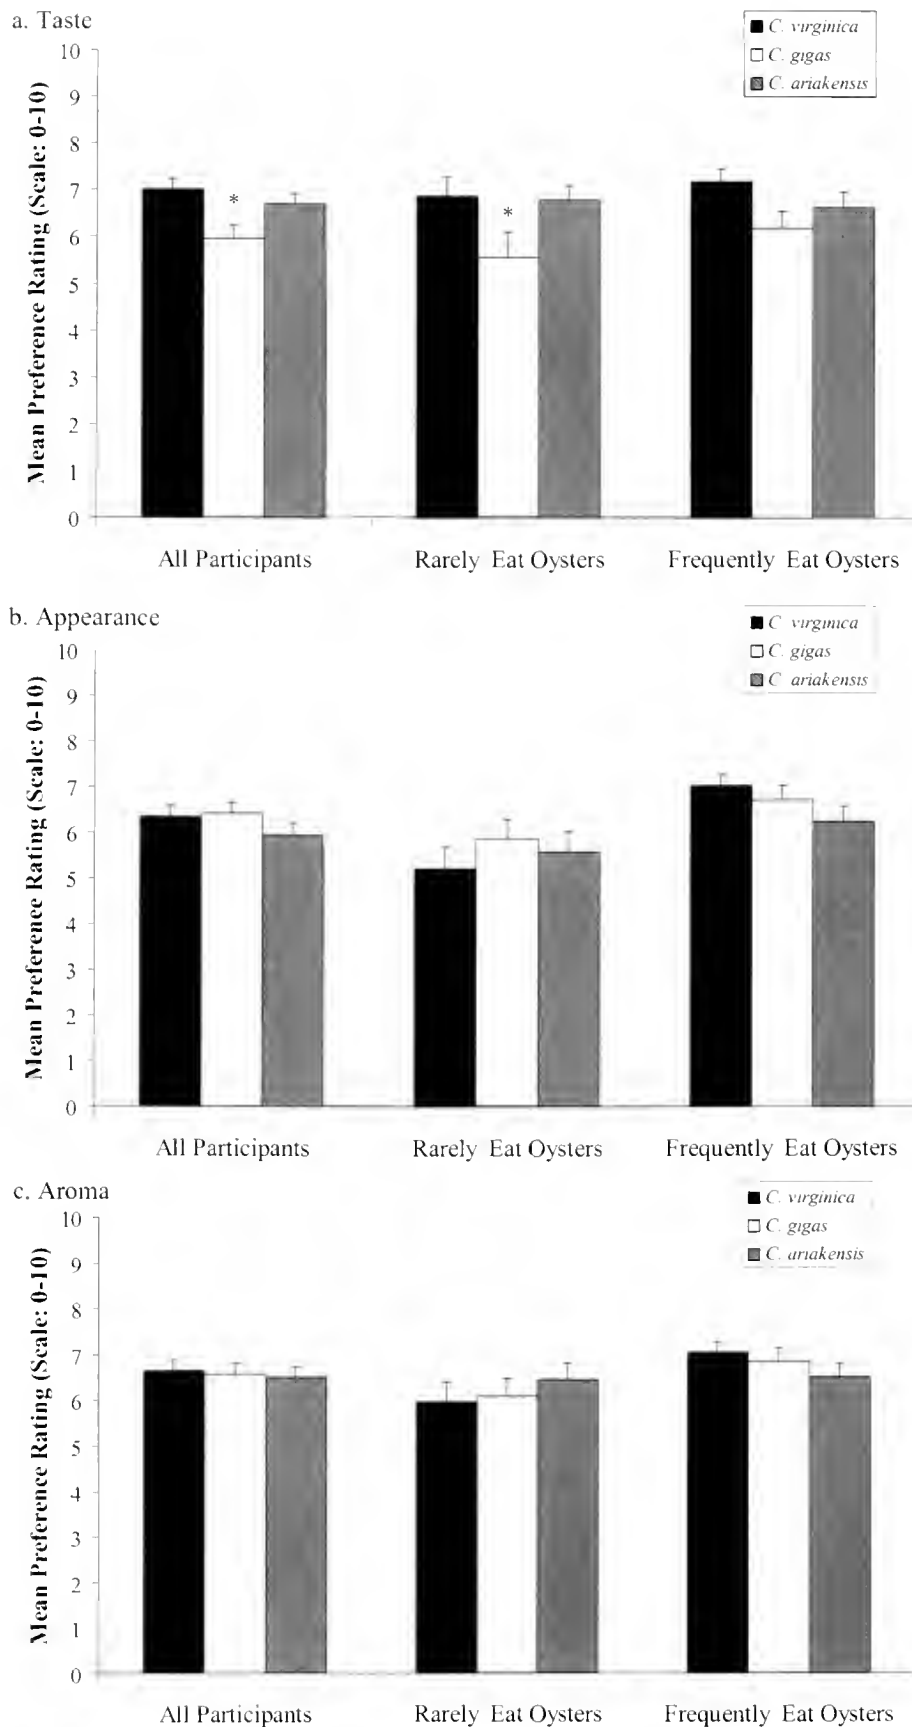 a. Taste
C. virginica
C. gigas
C. ariakensis
Mean Preference Rating (Scale: 0-10)
10
9
8
7
6
5
4
3
2
1
0
*
*
All Participants
Rarely Eat Oysters
Frequently Eat Oysters
b. Appearance
C. virginica
C. gigas
C ariakensis
Mean Preference Rating (Scale: 0-10)
10
9
8
7
6
5
4
3
2
1
0
All Participants
Rarely Eat Oysters
Frequently Eat Oysters
c. Aroma
C. virginica
C. gigas
C. ariakensis
Mean Preference Rating (Scale: 0-10)
10
9
8
7
6
5
4
3
2
1
0
All Participants
Rarely Eat Oysters
Frequently Eat Oysters